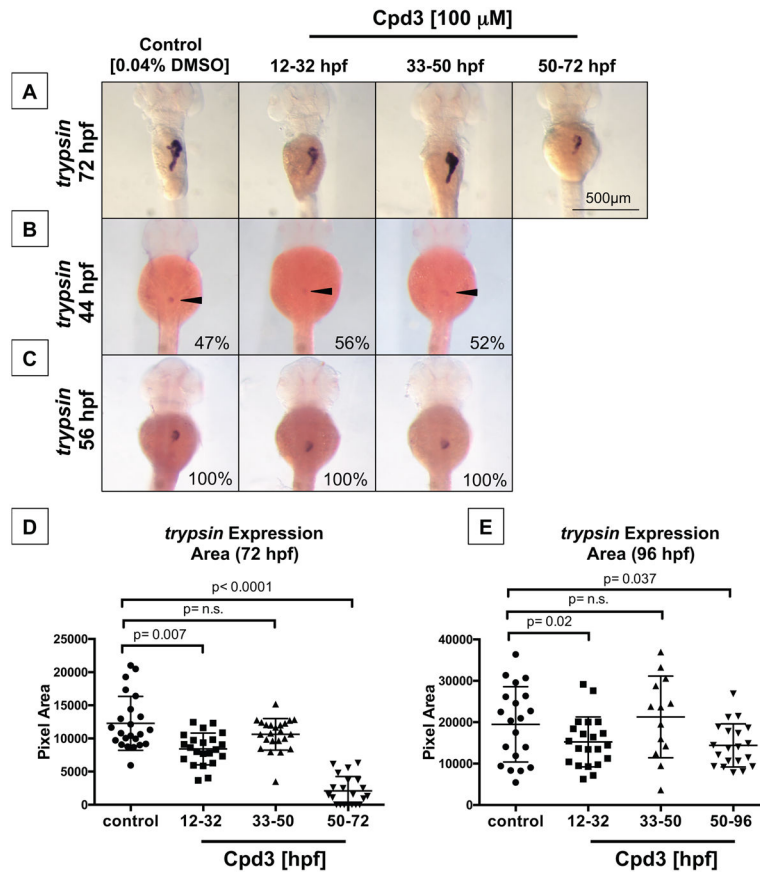 Cpd3 [100 µM]
Control
[0.04% DMSO]
12-32 hpf
33-50 hpf
50-72 hpf
A
trypsin
72 hpf
500µm
B
trypsin
44 hpf
47%
56%
52%
C
trypsin
56 hpf
100%
100%
100%
D
trypsin Expression
Area (72 hpf)
p< 0.0001
p= n.s.
p= 0.007
25000
20000
15000
10000
5000
0
Pixel Area
control
12-32
33-50
50-72
Cpd3 [hpf]
E
trypsin Expression
Area (96 hpf)
p= 0.037
p= n.s.
p= 0.02
40000
30000
20000
10000
0
Pixel Area
control
12-32
33-50
50-96
Cpd3 [hpf]